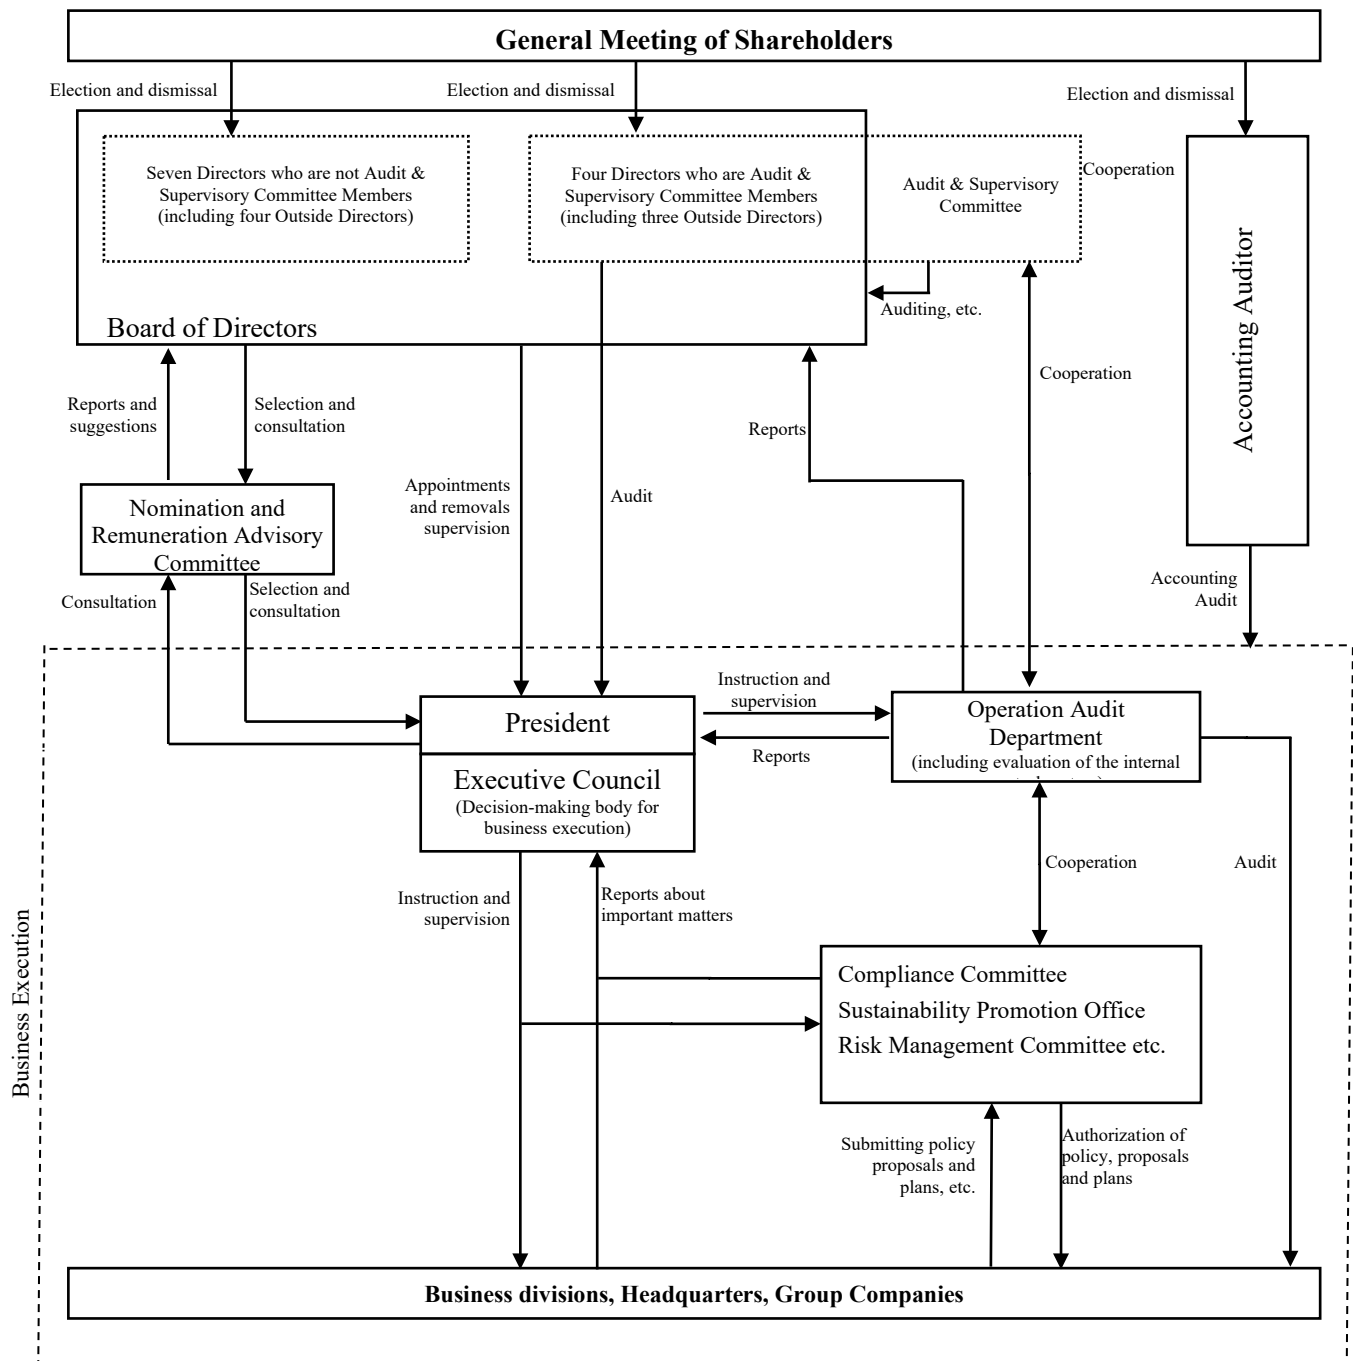 General Meeting of Shareholders
Election and dismissal
Election and dismissal
Election and dismissal
Seven Directors who are not Audit &
Supervisory Committee Members
(including four Outside Directors)
Four Directors who are Audit &
Supervisory Committee Members
(including three Outside Directors)
Audit & Supervisory
Committee
Cooperation
Accounting Auditor
Auditing, etc.
Board of Directors
Reports and
suggestions
Selection and
consultation
Cooperation
Reports
Appointments
and removals
supervision
Audit
Nomination and
Remuneration Advisory
Committee
Accounting
Audit
Consultation
Selection and
consultation
Instruction and
supervision
President
Operation Audit
Department
(including evaluation of the internal
Reports
Executive Council
(Decision-making body for
business execution)
Cooperation
Audit
Instruction and
supervision
Reports about
important matters
Business Execution
Compliance Committee
Sustainability Promotion Office
Risk Management Committee etc.
Submitting policy
proposals and
plans, etc.
Authorization of
policy, proposals
and plans
Business divisions, Headquarters, Group Companies